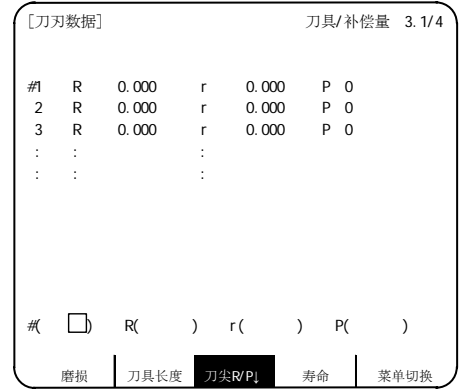 [刀刃数据] 刀具/补偿量 3.1/4
#1 R 0.000 r 0.000 P 0
2 R 0.000 r 0.000 P 0
3 R 0.000 r 0.000 P 0
: : :
: : :
#( ) R( ) r( ) P( )
磨损 刀具长度 刀尖R/P↓ 寿命 菜单切换